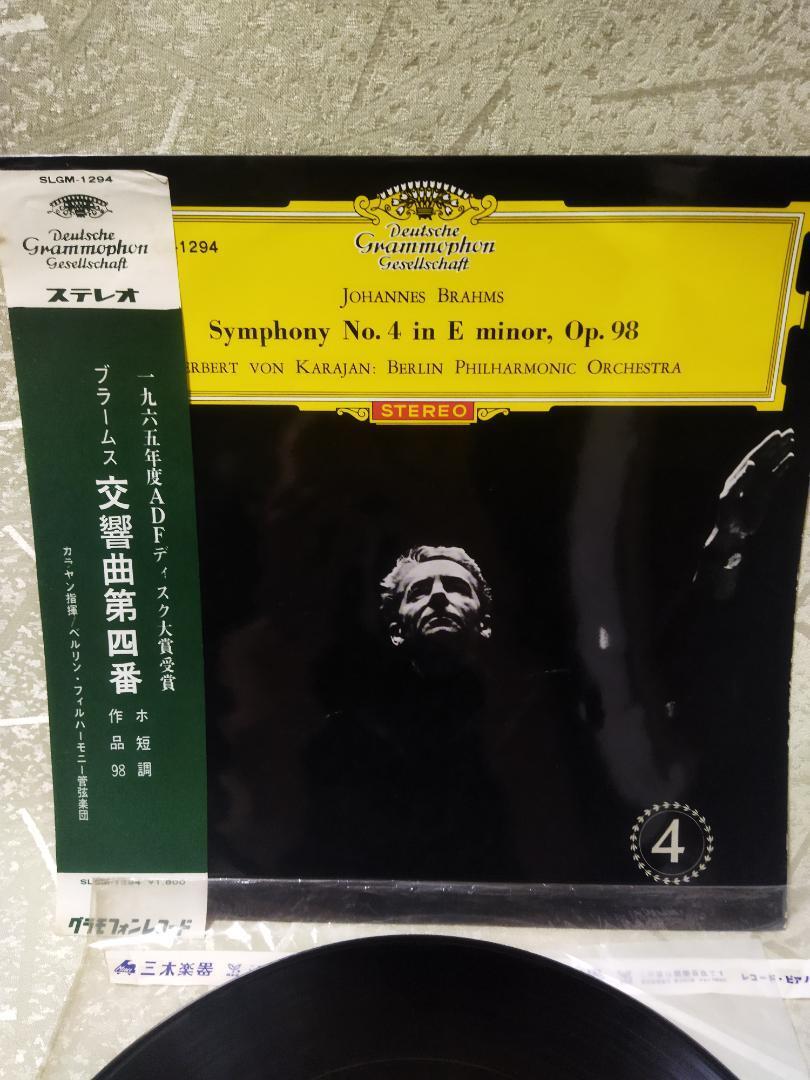 SLGM-1294
Deutsche
Grammophon
Gesellschaft
ステレオ
一九六五年度ADFディスク大賞受賞
ブラームス 交響曲第四番 ホ短調 作品98
カラヤン指揮/ベルリン・フィルハーモニー管弦楽団
SLGM-1294 ¥1,800
グラモフォンレコード
-1294
Deutsche
Grammophon
Gesellschaft
JOHANNES BRAHMS
Symphony No. 4 in E minor, Op. 98
ERBERT VON KARAJAN: BERLIN PHILHARMONIC ORCHESTRA
STEREO
4
三木楽器
レコード・ピア